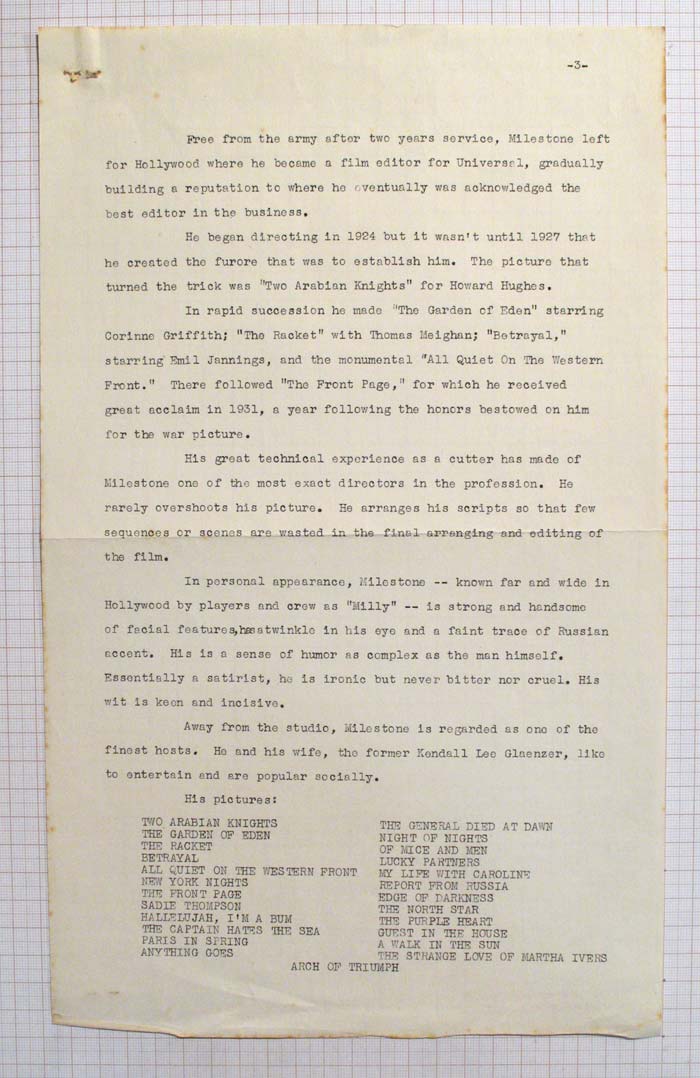 -3-
Free from the army after two years service, Milestone left
for Hollywood where he became a film editor for Universal, gradually
building a reputation to where he eventually was acknowledged the
best editor in the business.
He began directing in 1924 but it wasn't until 1927 that
he created the furore that was to establish him. The picture that
turned the trick was "Two Arabian Knights" for Howard Hughes.
In rapid succession he made "The Garden of Eden" starring
Corinne Griffith; "The Racket" with Thomas Meighan; "Betrayal,"
starring Emil Jannings, and the monumental "All Quiet On The Western
Front." There followed "The Front Page," for which he received
great acclaim in 1931, a year following the honors bestowed on him
for the war picture.
His great technical experience as a cutter has made of
Milestone one of the most exact directors in the profession. He
rarely overshoots his picture. He arranges his scripts so that few
sequences or scenes are wasted in the final arranging and editing of
the film.
In personal appearance, Milestone -- known far and wide in
Hollywood by players and crew as "Milly" -- is strong and handsome
of facial features,hasatwinkle in his eye and a faint trace of Russian
accent. His is a sense of humor as complex as the man himself.
Essentially a satirist, he is ironic but never bitter nor cruel. His
wit is keen and incisive.
Away from the studio, Milestone is regarded as one of the
finest hosts. He and his wife, the former Kendall Lee Glaenzer, like
to entertain and are popular socially.
His pictures:
TWO ARABIAN KNIGHTS
THE GARDEN OF EDEN
THE RACKET
BETRAYAL
ALL QUIET ON THE WESTERN FRONT
NEW YORK NIGHTS
THE FRONT PAGE
SADIE THOMPSON
HALLELUJAH, I'M A BUM
THE CAPTAIN HATES THE SEA
PARIS IN SPRING
ANYTHING GOES
THE GENERAL DIED AT DAWN
NIGHT OF NIGHTS
OF MICE AND MEN
LUCKY PARTNERS
MY LIFE WITH CAROLINE
REPORT FROM RUSSIA
EDGE OF DARKNESS
THE NORTH STAR
THE PURPLE HEART
GUEST IN THE HOUSE
A WALK IN THE SUN
THE STRANGE LOVE OF MARTHA IVERS
ARCH OF TRIUMPH